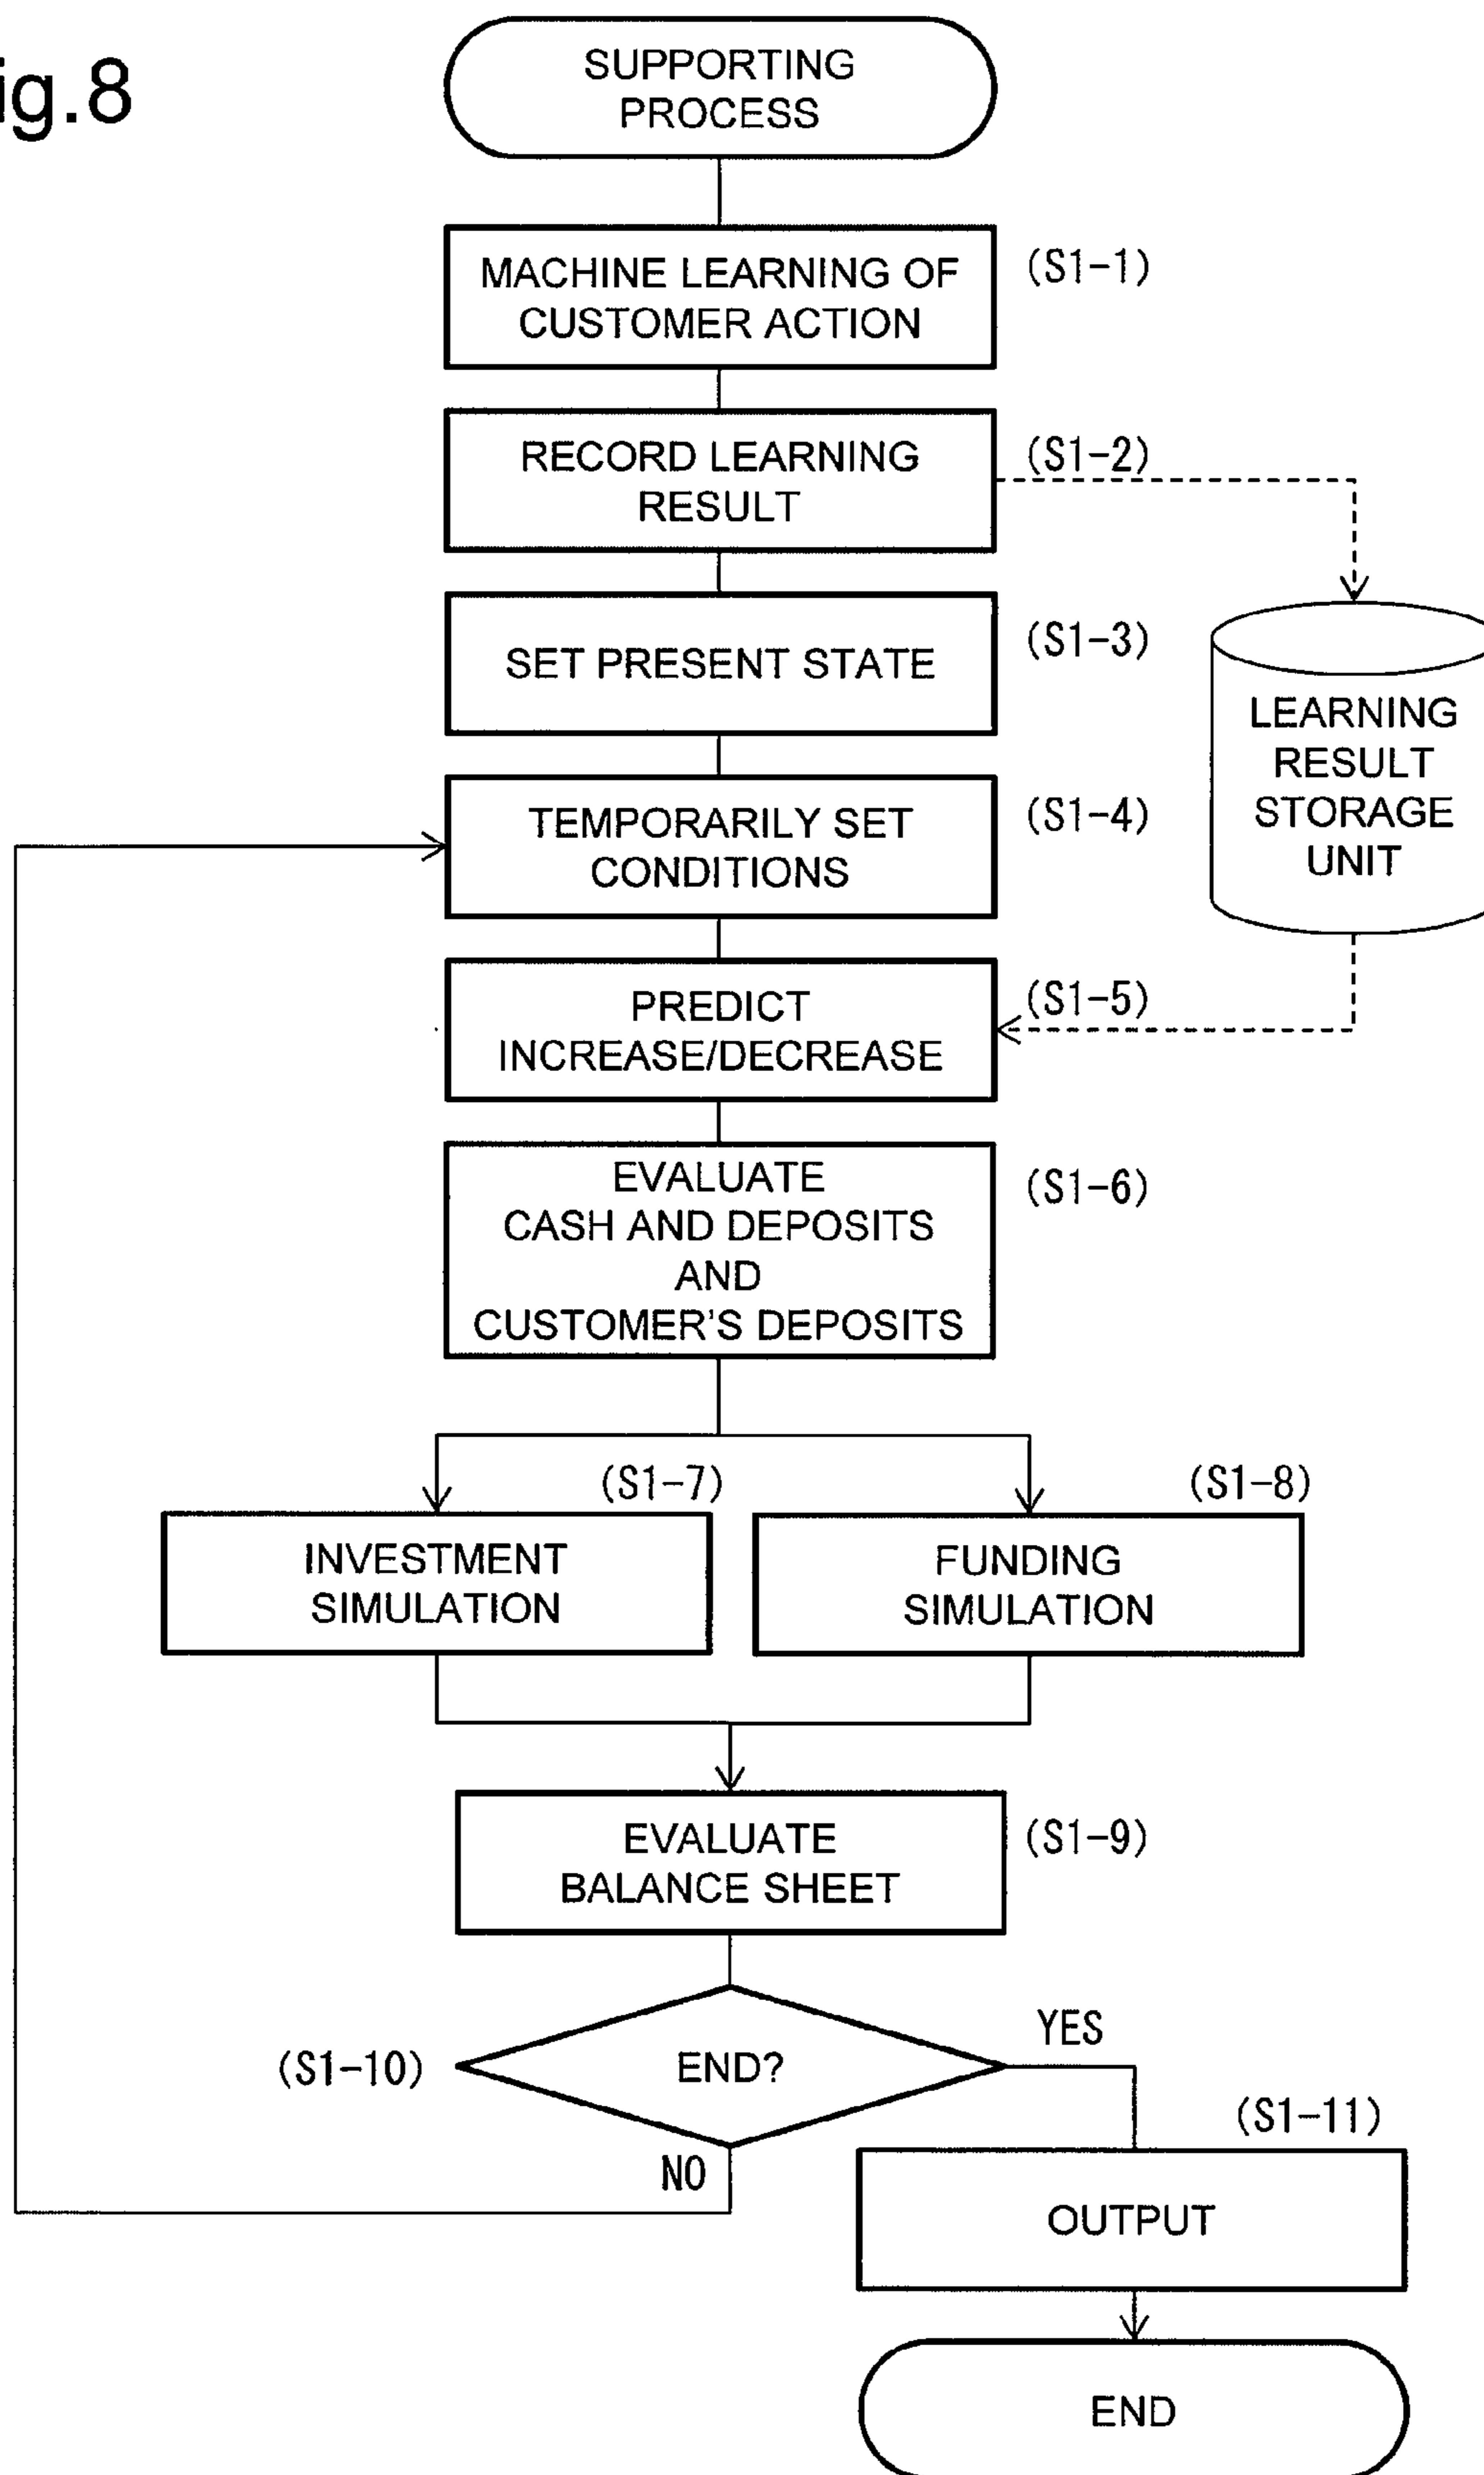 ig.8
SUPPORTING
PROCESS
MACHINE LEARNING OF
CUSTOMER ACTION
(S1-1)
RECORD LEARNING
RESULT
(S1-2)
SET PRESENT STATE
(S1-3)
LEARNING
RESULT
STORAGE
UNIT
TEMPORARILY SET
CONDITIONS
(S1-4)
PREDICT
INCREASE/DECREASE
(S1-5)
EVALUATE
CASH AND DEPOSITS
AND
CUSTOMER'S DEPOSITS
(S1-6)
(S1-7)
INVESTMENT
SIMULATION
(S1-8)
FUNDING
SIMULATION
EVALUATE
BALANCE SHEET
(S1-9)
(S1-10)
END?
YES
NO
(S1-11)
OUTPUT
END